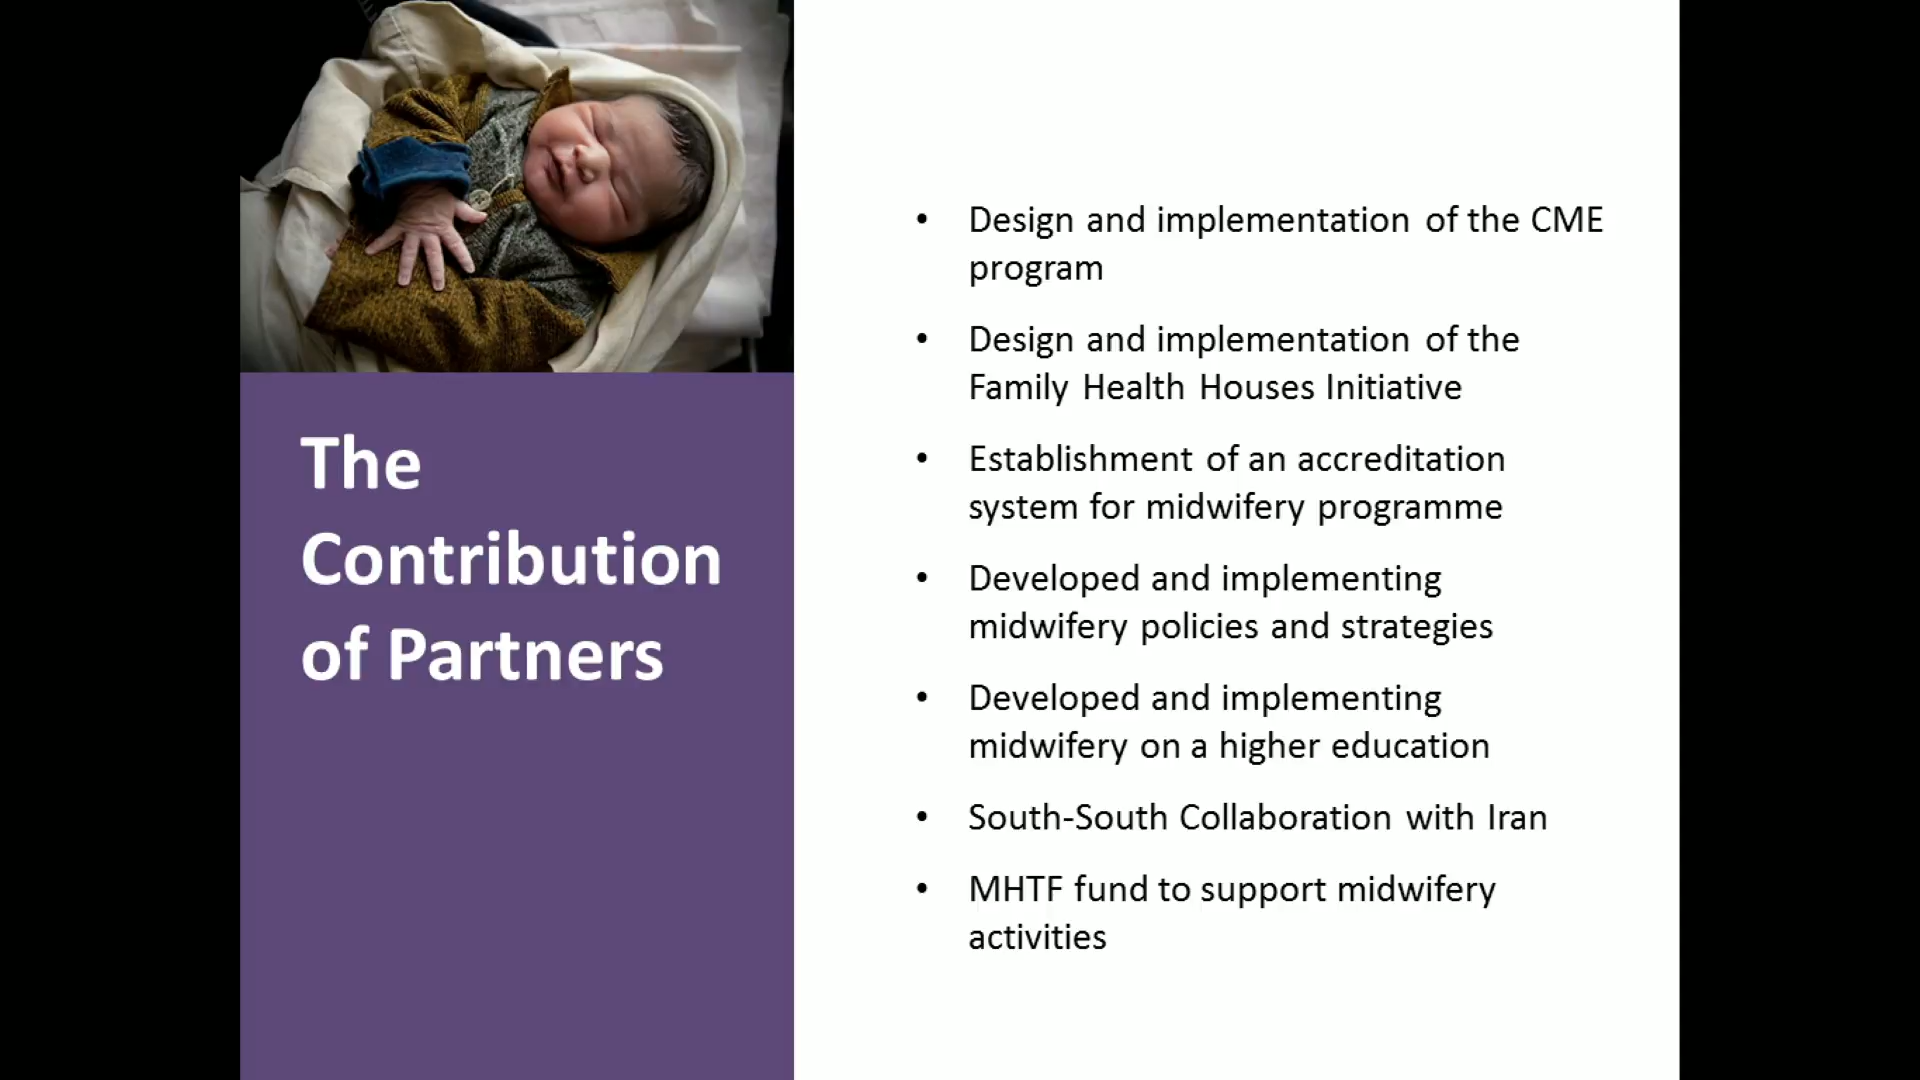 The
Contribution
of Partners
• Design and implementation of the CME
program
• Design and implementation of the
Family Health Houses Initiative
• Establishment of an accreditation
system for midwifery programme
• Developed and implementing
midwifery policies and strategies
• Developed and implementing
midwifery on a higher education
• South-South Collaboration with Iran
• MHTF fund to support midwifery
activities